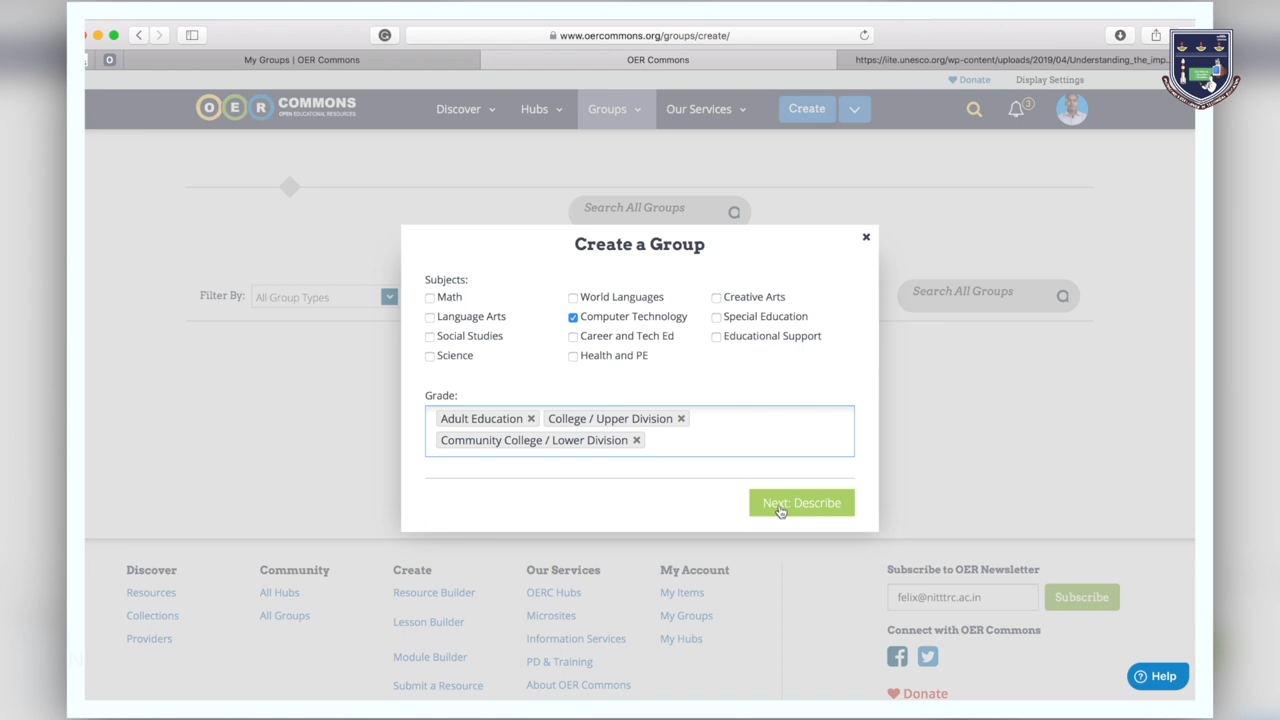 www.oercommons.org/groups/create/
My Groups | OER Commons
OER Commons
https://iite.unesco.org/wp-content/uploads/2019/04/Understanding_the_imp...
Donate
Display Settings
OER COMMONS
OPEN EDUCATIONAL RESOURCES
Discover
Hubs
Groups
Our Services
Create
3
Search All Groups
Filter By:
All Group Types
Search All Groups
Create a Group
Subjects:
Math
World Languages
Creative Arts
Language Arts
Computer Technology
Special Education
Social Studies
Career and Tech Ed
Educational Support
Science
Health and PE
Grade:
Adult Education
College / Upper Division
Community College / Lower Division
Next: Describe
Discover
Resources
Collections
Providers
Community
All Hubs
All Groups
Create
Resource Builder
Lesson Builder
Module Builder
Submit a Resource
Our Services
OERC Hubs
Microsites
Information Services
PD & Training
About OER Commons
My Account
My Items
My Groups
My Hubs
Subscribe to OER Newsletter
felix@nitttrc.ac.in
Subscribe
Connect with OER Commons
Donate
Help